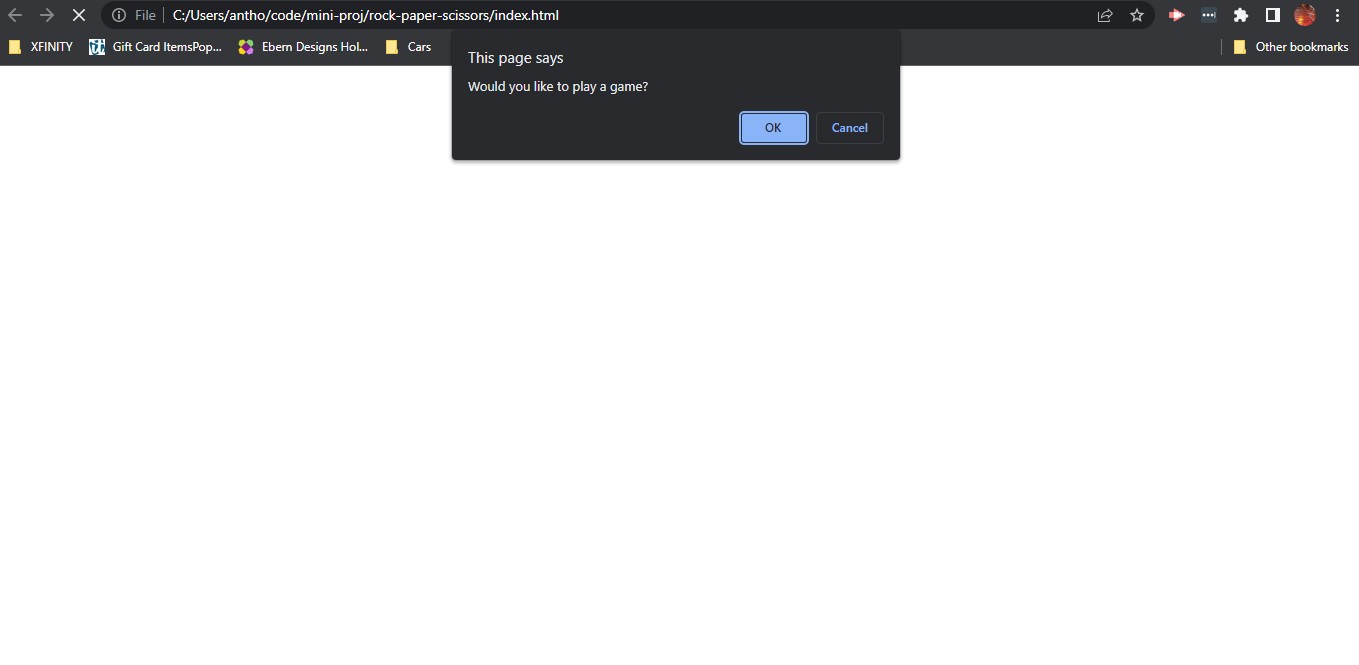 File C:/Users/antho/code/mini-proj/rock-paper-scissors/index.html
XFINITY Gift Card ItemsPop... Ebern Designs Hol... Cars Other bookmarks
This page says
Would you like to play a game?
OK Cancel